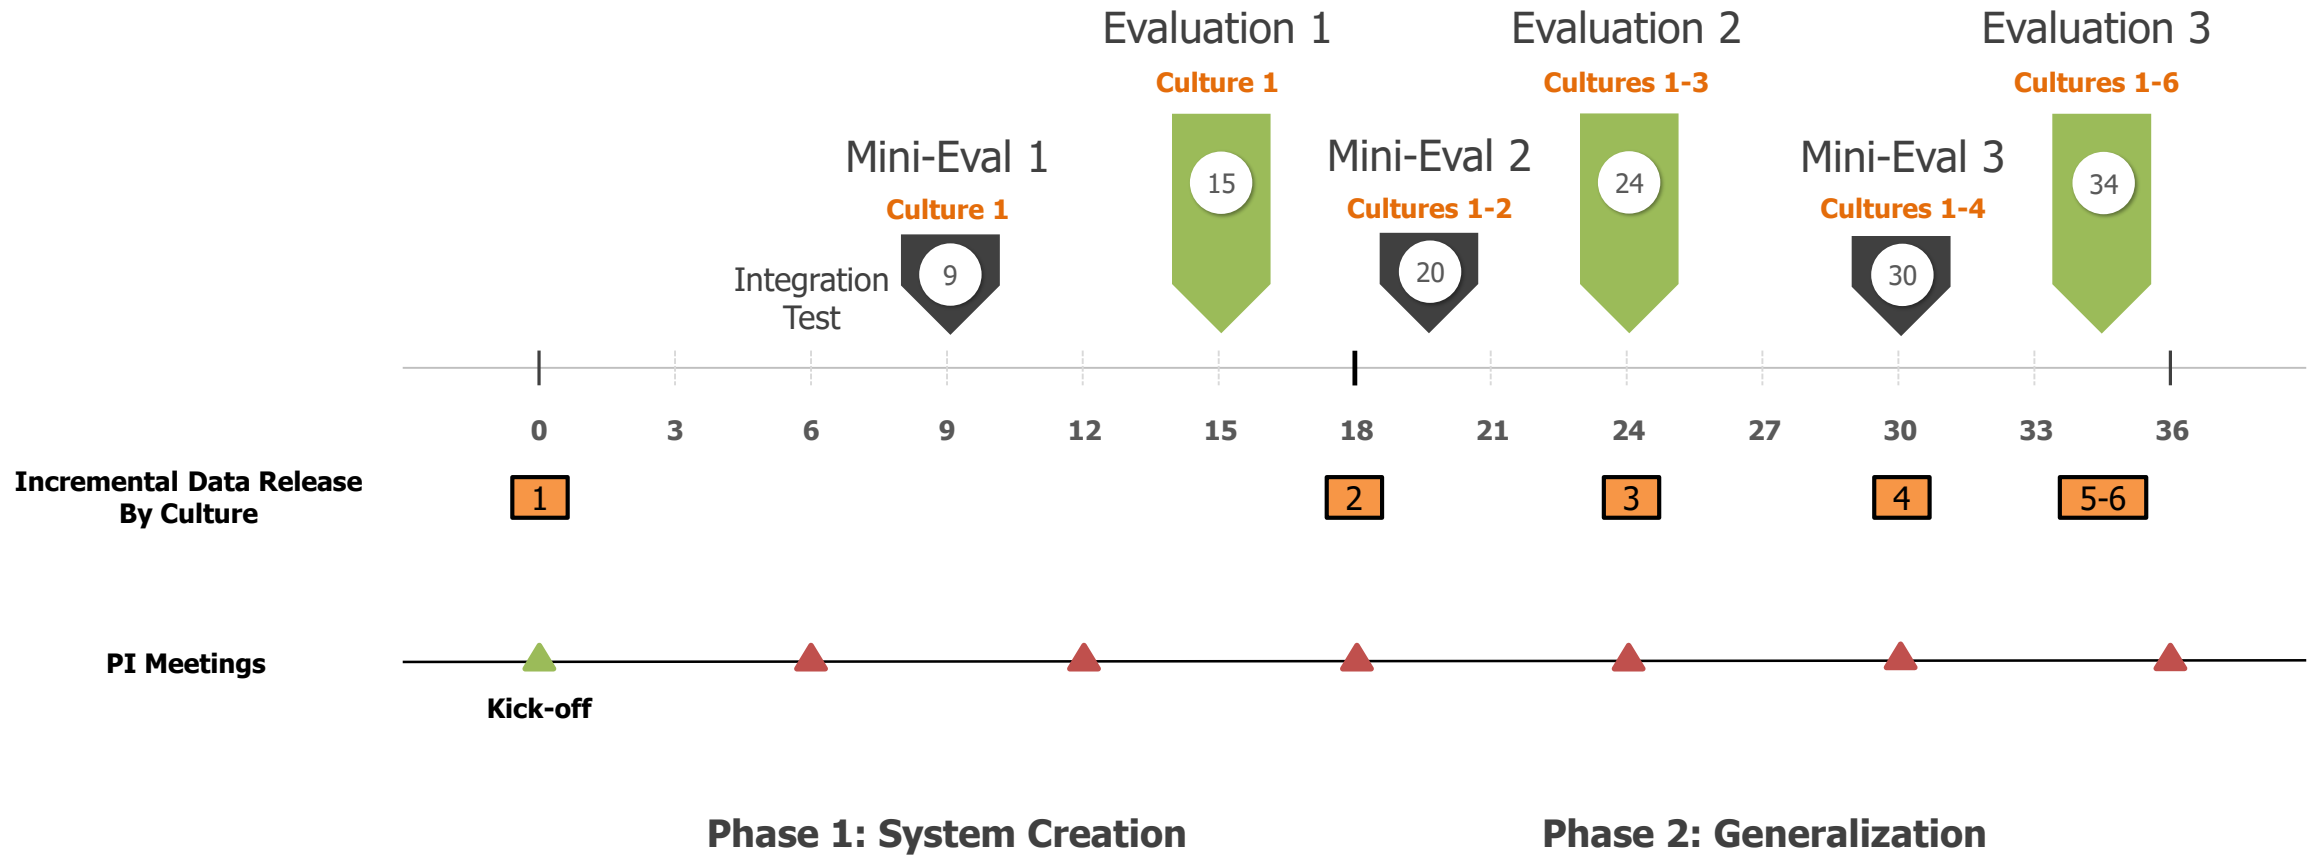 Evaluation 1
Evaluation 2
Evaluation 3
Culture 1
Cultures 1-3
Cultures 1-6
Mini-Eval 1
Mini-Eval 2
Mini-Eval 3
15
24
34
Culture 1
Cultures 1-2
Cultures 1-4
Integration
Test
9
20
30
0 3 6 9 12 15 18 21 24 27 30 33 36
Incremental Data Release
By Culture
1 2 3 4 5-6
PI Meetings
Kick-off
Phase 1: System Creation
Phase 2: Generalization